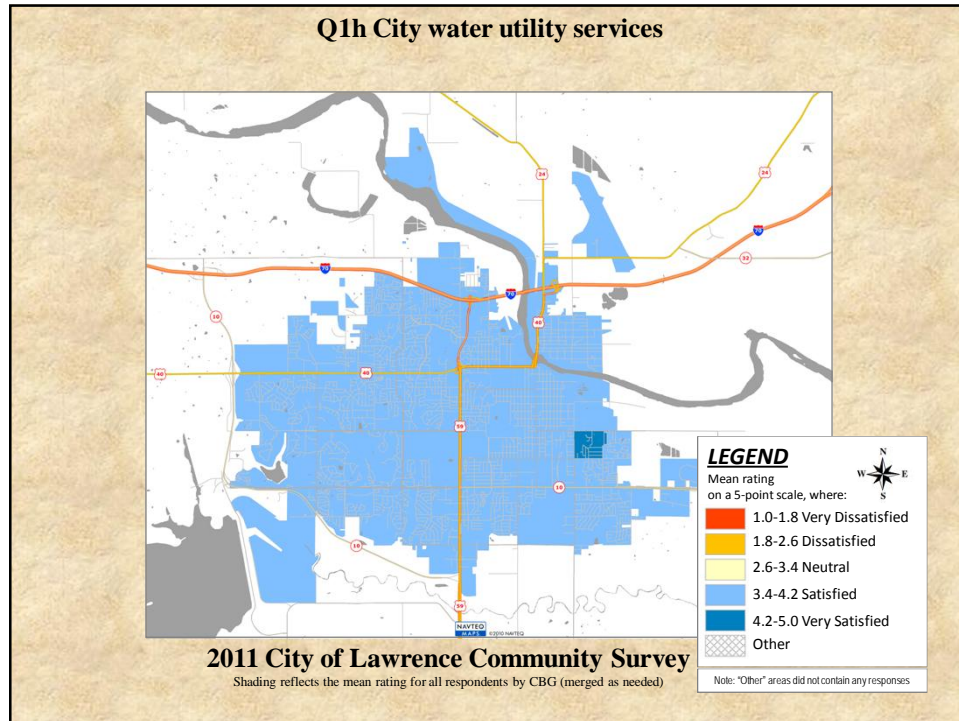 Q1h City water utility services
24
24
70
32
70
70
10
40
40
40
59
10
10
59
NAVTEQ
MAPS
©2010 NAVTEQ
LEGEND
Mean rating
on a 5-point scale, where:
N
W E
S
1.0-1.8 Very Dissatisfied
1.8-2.6 Dissatisfied
2.6-3.4 Neutral
3.4-4.2 Satisfied
4.2-5.0 Very Satisfied
Other
2011 City of Lawrence Community Survey
Shading reflects the mean rating for all respondents by CBG (merged as needed)
Note: "Other" areas did not contain any responses